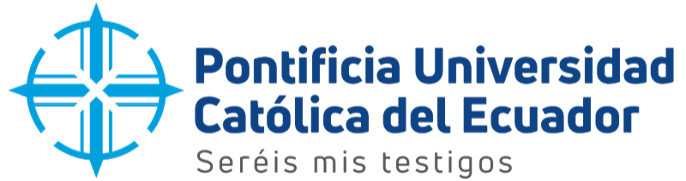 Pontificia Universidad
Católica del Ecuador
Seréis mis testigos